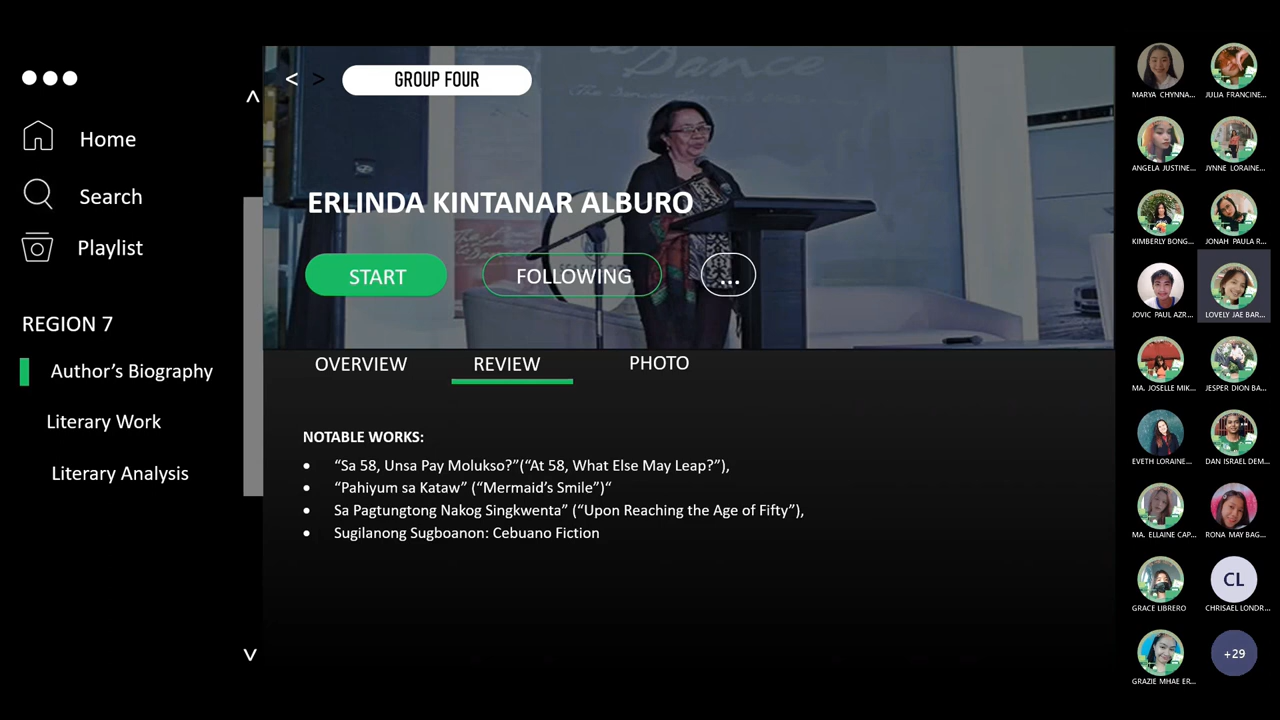 Home
Search
Playlist
REGION 7
Author’s Biography
Literary Work
Literary Analysis
<
>
GROUP FOUR
Dance
ERLINDA KINTANAR ALBURO
START
FOLLOWING
...
OVERVIEW
REVIEW
PHOTO
NOTABLE WORKS:
• “Sa 58, Unsa Pay Molukso?”(“At 58, What Else May Leap?”),
• “Pahiyum sa Kataw” (“Mermaid’s Smile”)“
• Sa Pagtungtong Nakog Singkwenta” (“Upon Reaching the Age of Fifty”),
• Sugilanong Sugboanon: Cebuano Fiction
MARYA CHYNNA...
JULIA FRANCINE...
ANGELA JUSTINE...
JYNNE LORAINE...
KIMBERLY BONG...
JONAH PAULA R...
JOVIC PAUL AZR...
LOVELY JAE BAR...
MA. JOSELLE MIK...
JESPER DION BA...
EVETH LORAINE...
DAN ISRAEL DEM...
MA. ELLAINE CAP...
RONA MAY BAG...
GRACE LIBRERO
CL
CHRISAEL LONDR...
GRAZIE MHAE ER...
+29